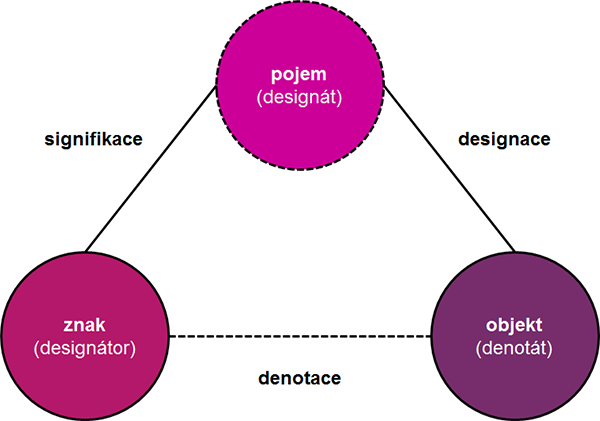 pojem
(designát)
signifikace
designace
znak
(designátor)
objekt
(denotát)
denotace